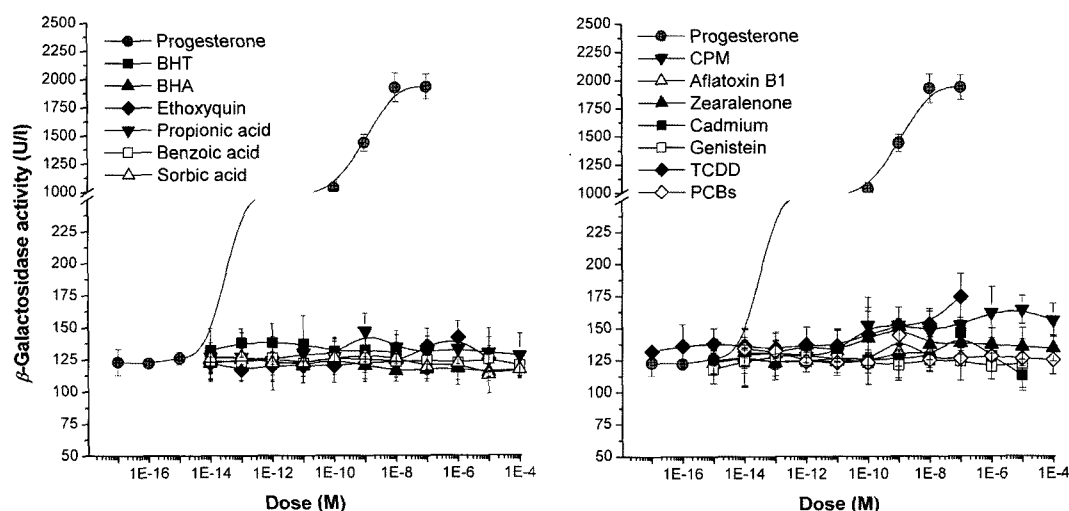 2500
2250
2000
1750
1500
1250
1000
225
200
175
150
125
100
75
50
β-Galactosidase activity (U/l)
Progesterone
BHT
BHA
Ethoxyquin
Propionic acid
Benzoic acid
Sorbic acid
1E-16 1E-14 1E-12 1E-10 1E-8 1E-6 1E-4
Dose (M)
2500
2250
2000
1750
1500
1250
1000
225
200
175
150
125
100
75
50
Progesterone
CPM
Aflatoxin B1
Zearalenone
Cadmium
Genistein
TCDD
PCBs
1E-16 1E-14 1E-12 1E-10 1E-8 1E-6 1E-4
Dose (M)